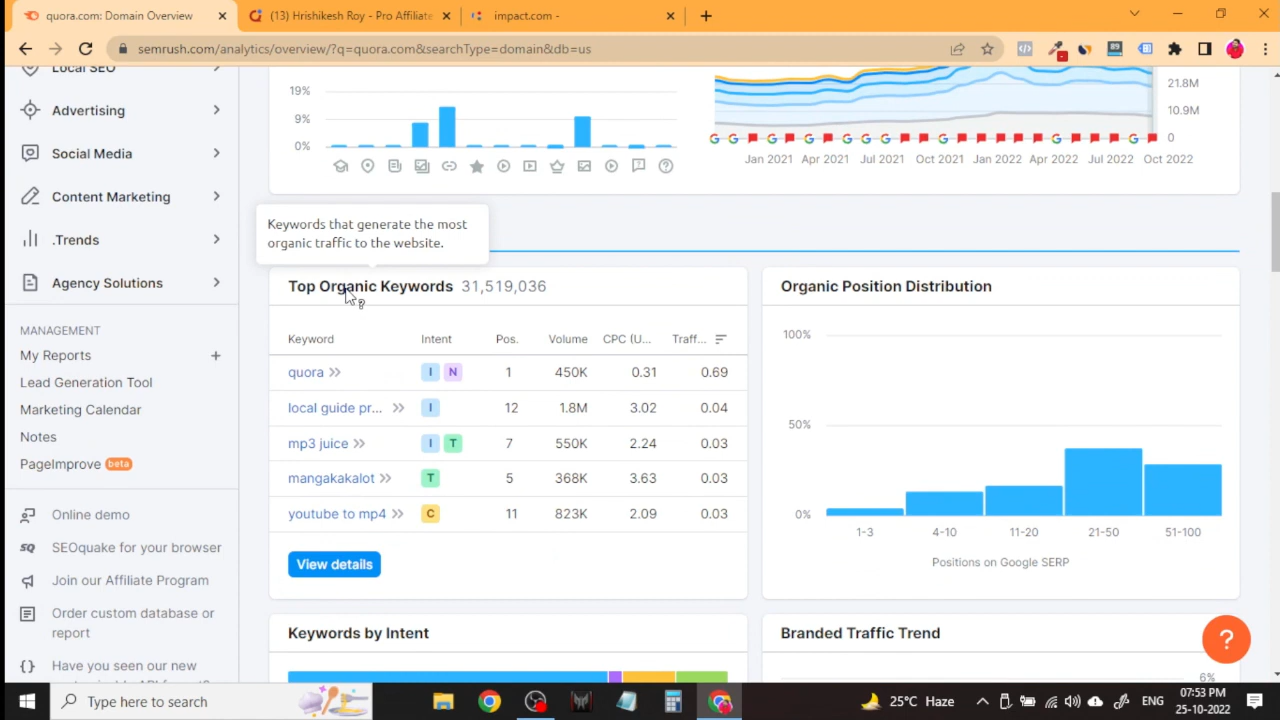 quora.com: Domain Overview
(13) Hrishikesh Roy - Pro Affiliate
impact.com -
semrush.com/analytics/overview/?q=quora.com&searchType=domain&db=us
89
Local SEO
Advertising
Social Media
Content Marketing
.Trends
Agency Solutions
MANAGEMENT
My Reports
Lead Generation Tool
Marketing Calendar
Notes
PageImprove beta
Online demo
SEOquake for your browser
Join our Affiliate Program
Order custom database or
report
Have you seen our new
19%
9%
0%
21.8M
10.9M
0
Jan 2021 Apr 2021 Jul 2021 Oct 2021 Jan 2022 Apr 2022 Jul 2022 Oct 2022
Keywords that generate the most
organic traffic to the website.
Top Organic Keywords 31,519,036
Keyword Intent Pos. Volume CPC (U... Traff...
quora I N 1 450K 0.31 0.69
local guide pr... I 12 1.8M 3.02 0.04
mp3 juice I T 7 550K 2.24 0.03
mangakakalot T 5 368K 3.63 0.03
youtube to mp4 C 11 823K 2.09 0.03
View details
Organic Position Distribution
100%
50%
0%
1-3 4-10 11-20 21-50 51-100
Positions on Google SERP
Keywords by Intent
Branded Traffic Trend
6%
?
Type here to search
25°C Haze
ENG
07:53 PM
25-10-2022